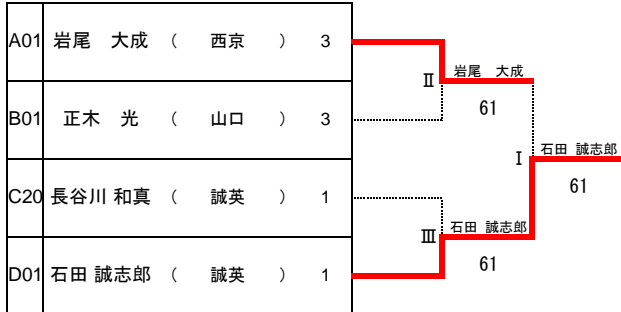 A01 岩尾 大成 ( 西京 ) 3
B01 正木 光 ( 山口 ) 3
C20 長谷川 和真 ( 誠英 ) 1
D01 石田 誠志郎 ( 誠英 ) 1
Ⅱ 岩尾 大成
61
Ⅰ 石田 誠志郎
61
Ⅲ 石田 誠志郎
61